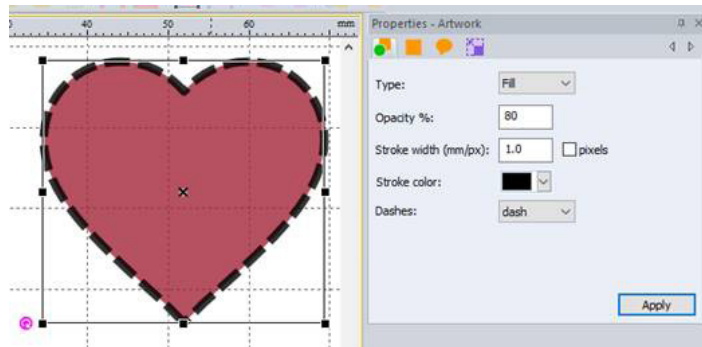 40 50 60 mm
Properties - Artwork
Type: Fill
Opacity %: 80
Stroke width (mm/px): 1.0 pixels
Stroke color:
Dashes: dash
Apply